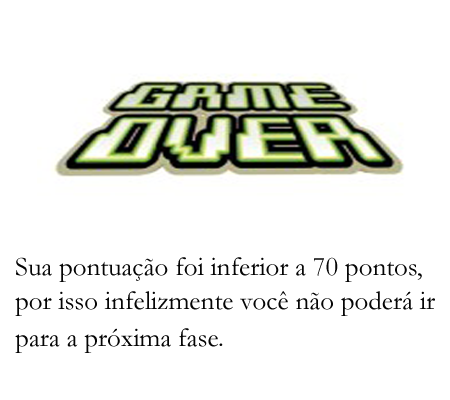 GAME
OVER
Sua pontuação foi inferior a 70 pontos,
por isso infelizmente você não poderá ir
para a próxima fase.